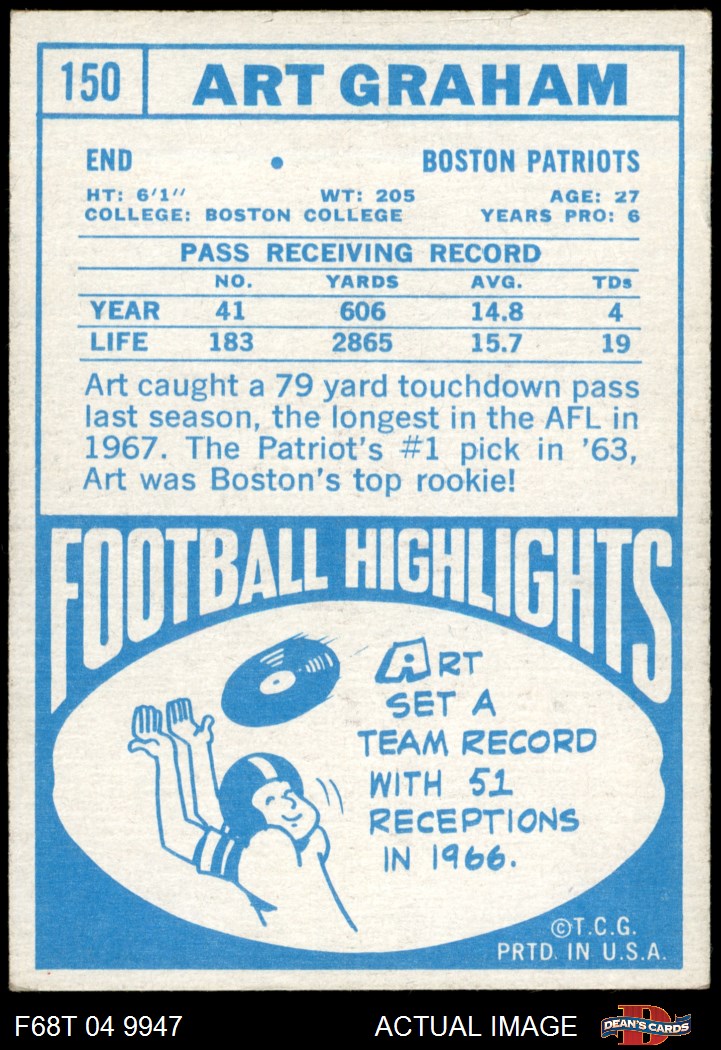 150 ART GRAHAM
END • BOSTON PATRIOTS
HT: 6'1" WT: 205 AGE: 27
COLLEGE: BOSTON COLLEGE YEARS PRO: 6
PASS RECEIVING RECORD
NO. YARDS AVG. TDs
YEAR 41 606 14.8 4
LIFE 183 2865 15.7 19
Art caught a 79 yard touchdown pass
last season, the longest in the AFL in
1967. The Patriot's #1 pick in '63,
Art was Boston's top rookie!
FOOTBALL HIGHLIGHTS
ART
SET A
TEAM RECORD
WITH 51
RECEPTIONS
IN 1966.
©T.C.G.
PRTD. IN U.S.A.
F68T 04 9947 ACTUAL IMAGE D DEAN'S CARDS